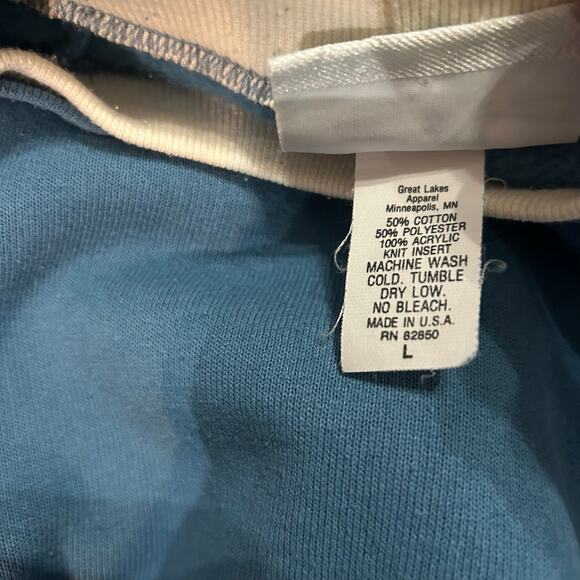 Great Lakes
Apparel
Minneapolis, MN
50% COTTON
50% POLYESTER
100% ACRYLIC
KNIT INSERT
MACHINE WASH
COLD. TUMBLE
DRY LOW.
NO BLEACH.
MADE IN U.S.A.
RN 62850
L